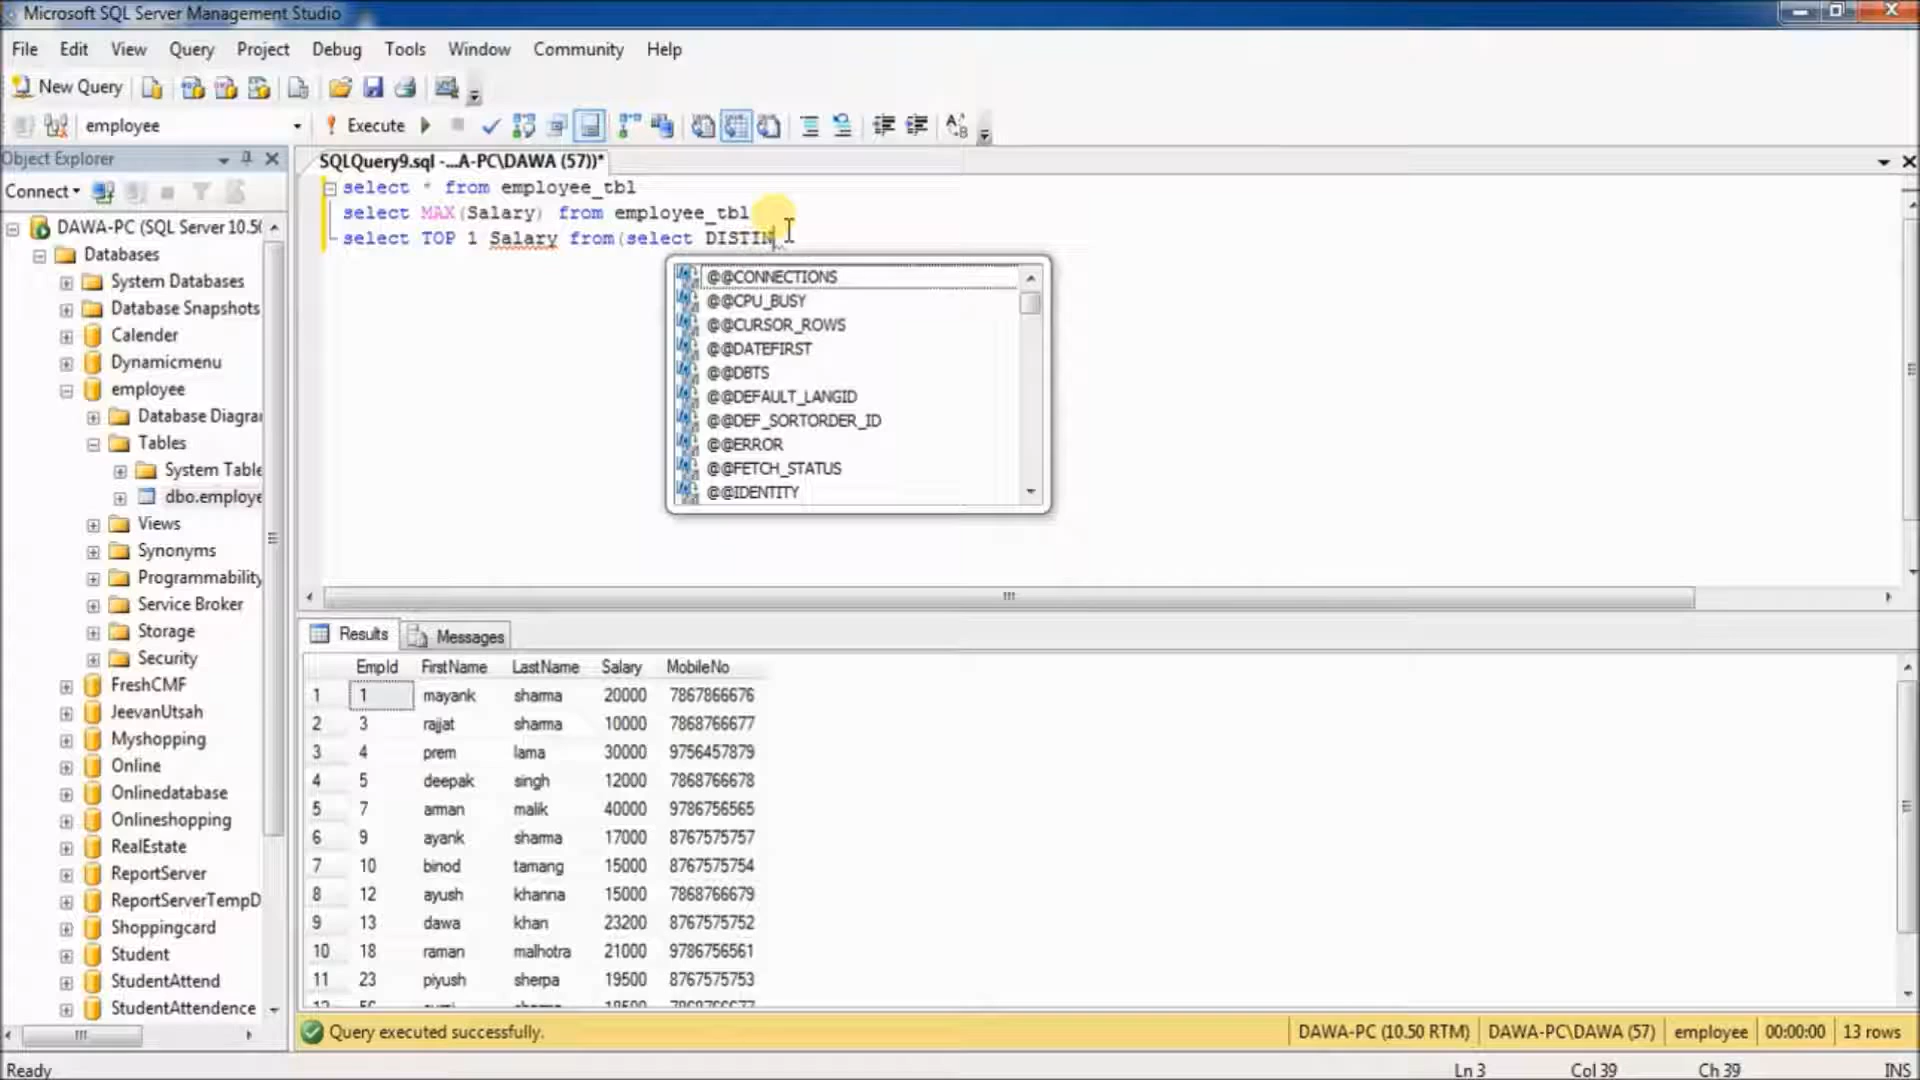 Microsoft SQL Server Management Studio
File Edit View Query Project Debug Tools Window Community Help
New Query
employee Execute
Object Explorer
SQLQuery9.sql -...A-PC\DAWA (57))*
Connect
select * from employee_tbl
select MAX(Salary) from employee_tbl
select TOP 1 Salary from(select DISTIN
@@CONNECTIONS
@@CPU_BUSY
@@CURSOR_ROWS
@@DATEFIRST
@@DBTS
@@DEFAULT_LANGID
@@DEF_SORTORDER_ID
@@ERROR
@@FETCH_STATUS
@@IDENTITY
DAWA-PC (SQL Server 10.5
Databases
System Databases
Database Snapshots
Calender
Dynamicmenu
employee
Database Diagra
Tables
System Table
dbo.employe
Views
Synonyms
Programmability
Service Broker
Storage
Security
FreshCMF
JeevanUtsah
Myshopping
Online
Onlinedatabase
Onlineshopping
RealEstate
ReportServer
ReportServerTempD
Shoppingcard
Student
StudentAttend
StudentAttendence
Results Messages
EmpId FirstName LastName Salary MobileNo
1 1 mayank sharma 20000 7867866676
2 3 rajjat sharma 10000 7868766677
3 4 prem lama 30000 9756457879
4 5 deepak singh 12000 7868766678
5 7 arman malik 40000 9786756565
6 9 ayank sharma 17000 8767575757
7 10 binod tamang 15000 8767575754
8 12 ayush khanna 15000 7868766679
9 13 dawa khan 23200 8767575752
10 18 raman malhotra 21000 9786756561
11 23 piyush sherpa 19500 8767575753
Query executed successfully. DAWA-PC (10.50 RTM) DAWA-PC\DAWA (57) employee 00:00:00 13 rows
Ready Ln 3 Col 39 Ch 39 INS